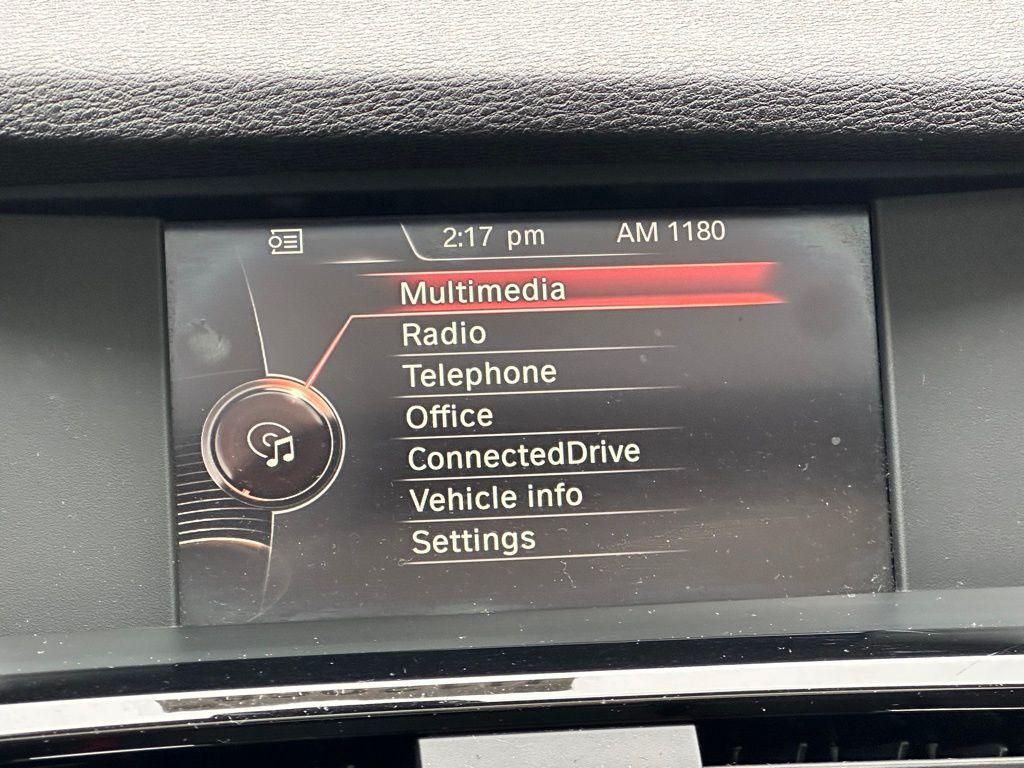 2:17 pm AM 1180
Multimedia
Radio
Telephone
Office
ConnectedDrive
Vehicle info
Settings